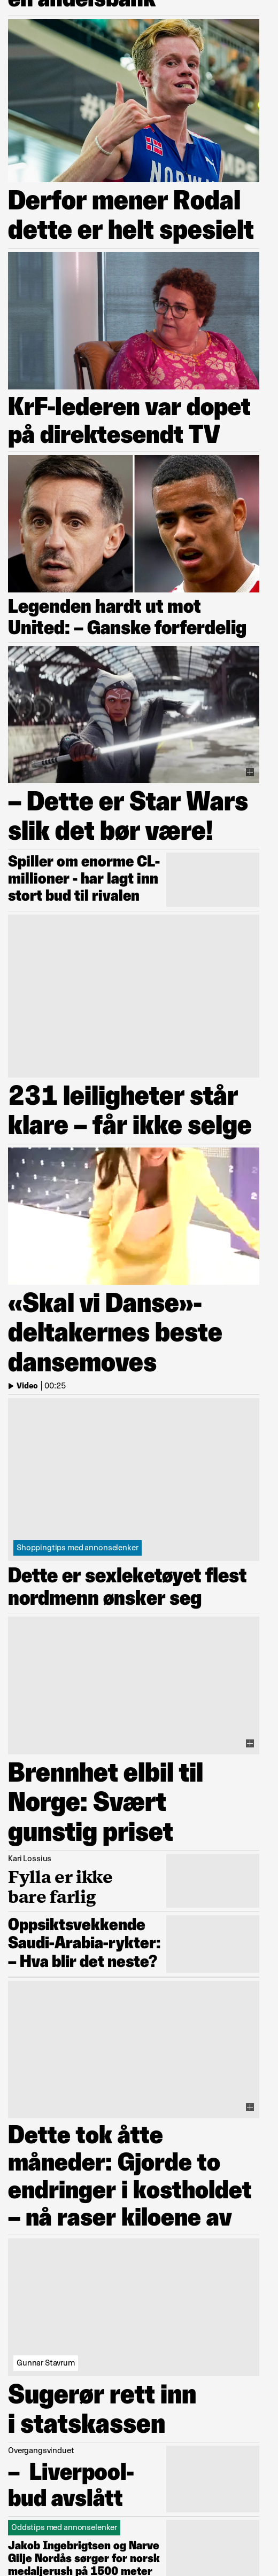 en andelsbank
NORWAY
Derfor mener Rodal
dette er helt spesielt
KrF-lederen var dopet
på direktesendt TV
Legenden hardt ut mot
United: – Ganske forferdelig
– Dette er Star Wars
slik det bør være!
Spiller om enorme CL-
millioner - har lagt inn
stort bud til rivalen
231 leiligheter står
klare – får ikke selge
«Skal vi Danse»-
deltakernes beste
dansemoves
Video | 00:25
Shoppingtips med annonselenker
Dette er sexleketøyet flest
nordmenn ønsker seg
Brennhet elbil til
Norge: Svært
gunstig priset
Kari Lossius
Fylla er ikke
bare farlig
Oppsiktsvekkende
Saudi-Arabia-rykter:
– Hva blir det neste?
Dette tok åtte
måneder: Gjorde to
endringer i kostholdet
– nå raser kiloene av
Gunnar Stavrum
Sugerør rett inn
i statskassen
Overgangsvinduet
– Liverpool-
bud avslått
Oddstips med annonselenker
Jakob Ingebrigtsen og Narve
Gilje Nordås sørger for norsk
medaljerush på 1500 meter